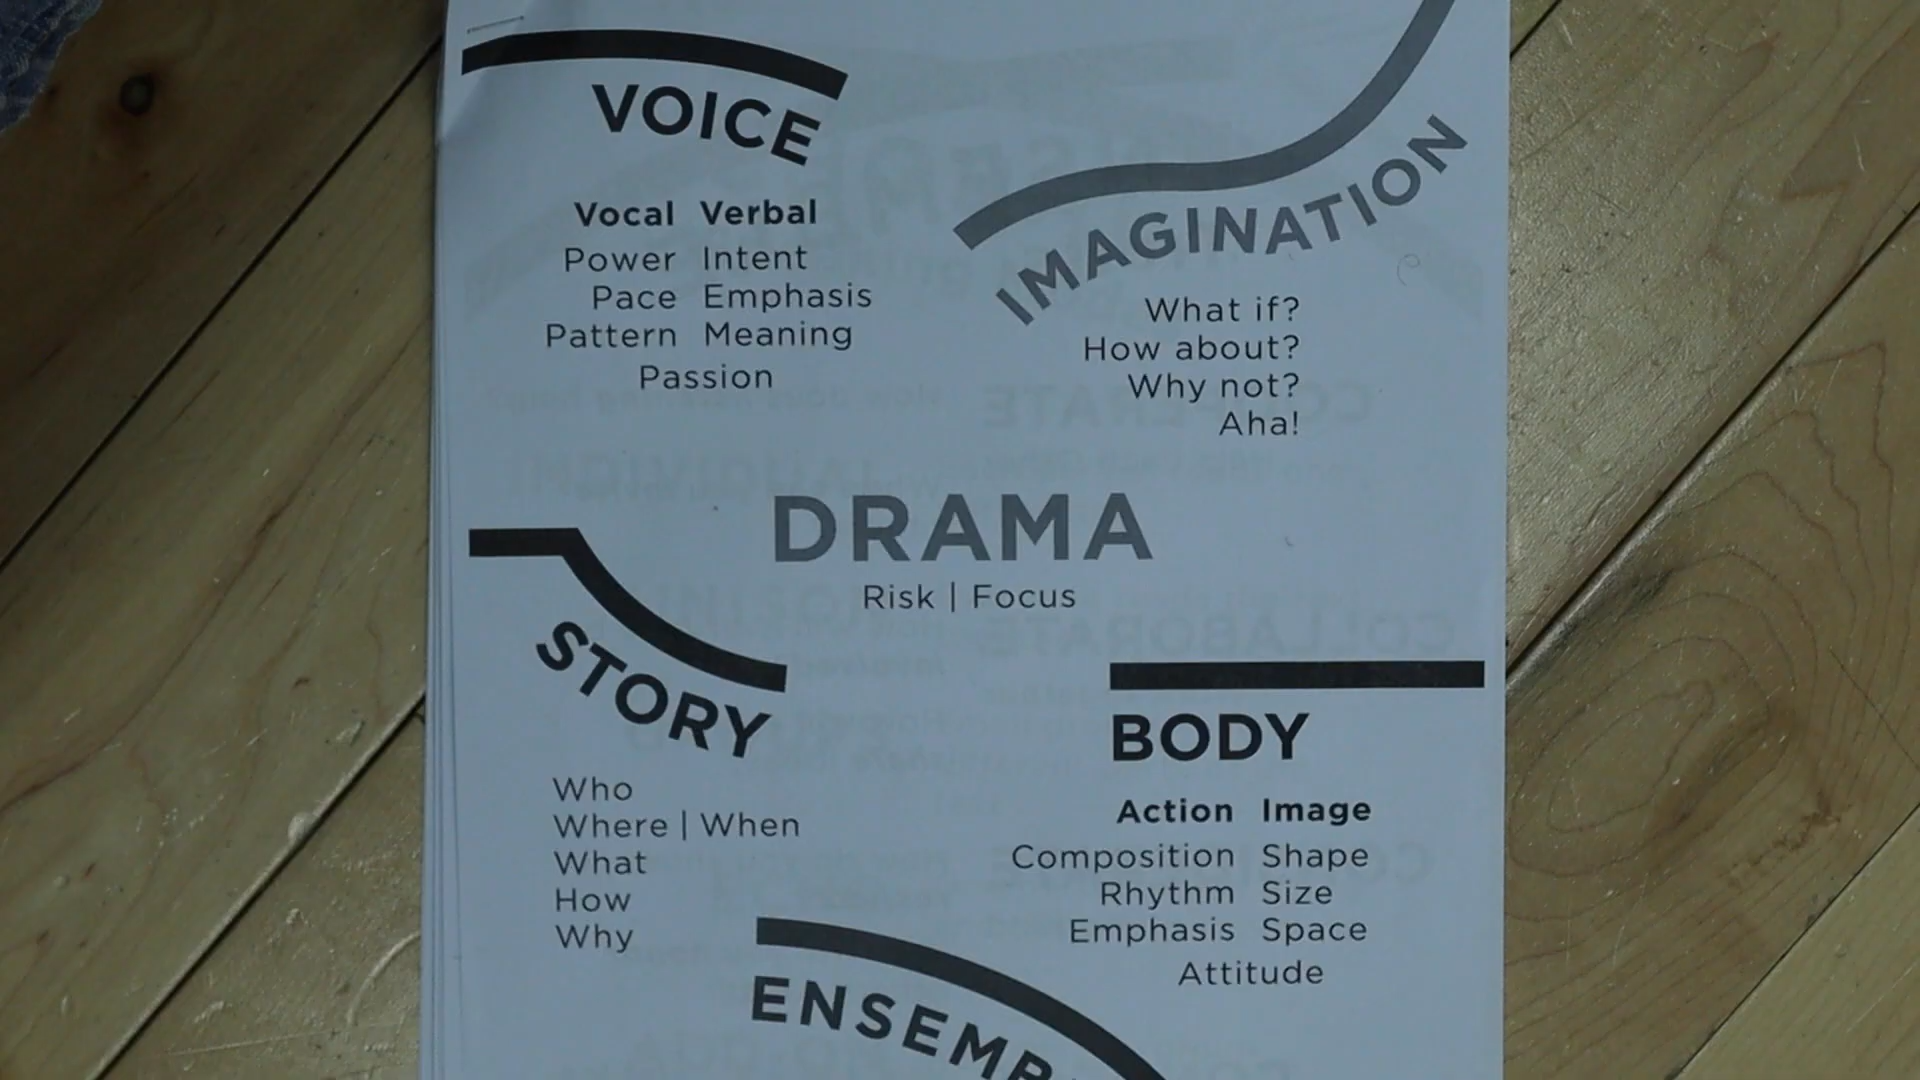 VOICE
Vocal Verbal
Power Intent
Pace Emphasis
Pattern Meaning
Passion
IMAGINATION
What if?
How about?
Why not?
Aha!
DRAMA
Risk | Focus
STORY
Who
Where | When
What
How
Why
BODY
Action Image
Composition Shape
Rhythm Size
Emphasis Space
Attitude
ENSEMB